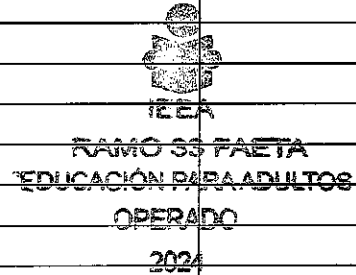 IEEA
RAMO 33 FAETA
"EDUCACIÓN PARA ADULTOS
OPERADO
2024